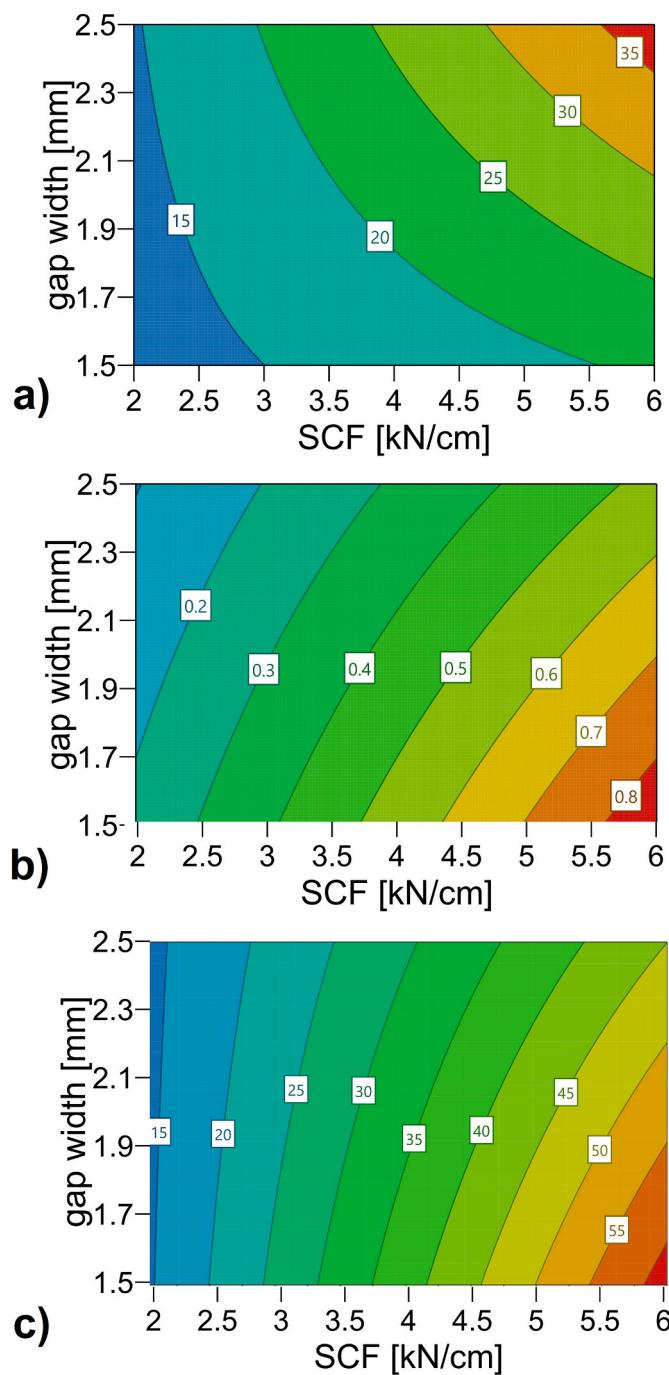 2.5
35
2.3
30
2.1
25
1.9
15
20
1.7
1.5
gap width [mm]
2 2.5 3 3.5 4 4.5 5 5.5 6
a)
SCF [kN/cm]
2.5
2.3
2.1
0.2
1.9
0.3 0.4 0.5 0.6
0.7
1.7
0.8
1.5-
gap width [mm]
2 2.5 3 3.5 4 4.5 5 5.5 6
b)
SCF [kN/cm]
2.5
2.3
2.1
25 30 45
1.9
15 20 35 40 50
1.7
55
1.5
gap width [mm]
2 2.5 3 3.5 4 4.5 5 5.5 6
c)
SCF [kN/cm]